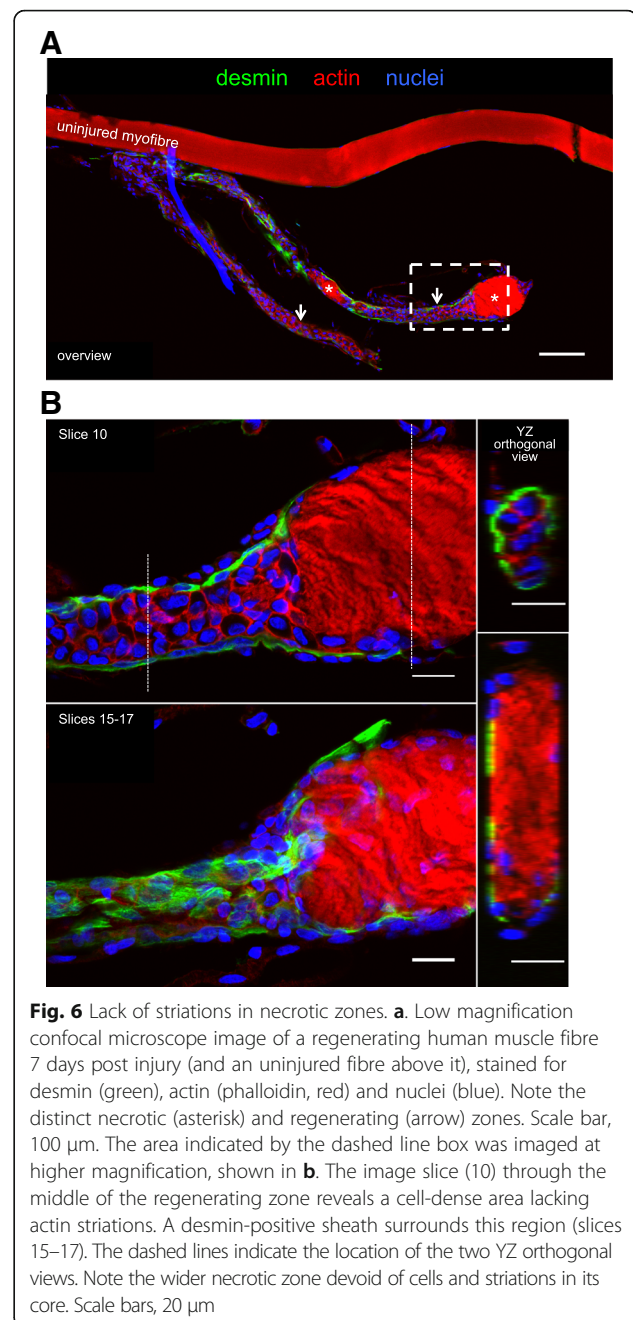 A
desmin actin nuclei
uninjured myofibre
*
*
overview
B
Slice 10
YZ
orthogonal
view
Slices 15-17
Fig. 6 Lack of striations in necrotic zones. a. Low magnification
confocal microscope image of a regenerating human muscle fibre
7 days post injury (and an uninjured fibre above it), stained for
desmin (green), actin (phalloidin, red) and nuclei (blue). Note the
distinct necrotic (asterisk) and regenerating (arrow) zones. Scale bar,
100 μm. The area indicated by the dashed line box was imaged at
higher magnification, shown in b. The image slice (10) through the
middle of the regenerating zone reveals a cell-dense area lacking
actin striations. A desmin-positive sheath surrounds this region (slices
15–17). The dashed lines indicate the location of the two YZ orthogonal
views. Note the wider necrotic zone devoid of cells and striations in its
core. Scale bars, 20 μm